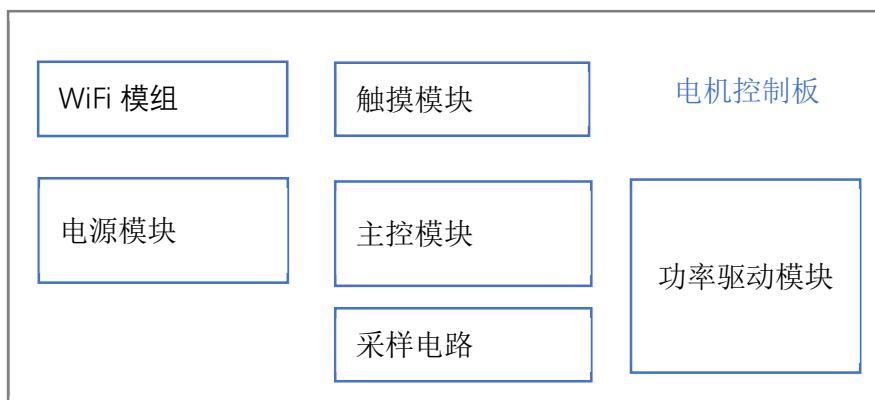 WiFi 模组
触摸模块
电机控制板
电源模块
主控模块
功率驱动模块
采样电路